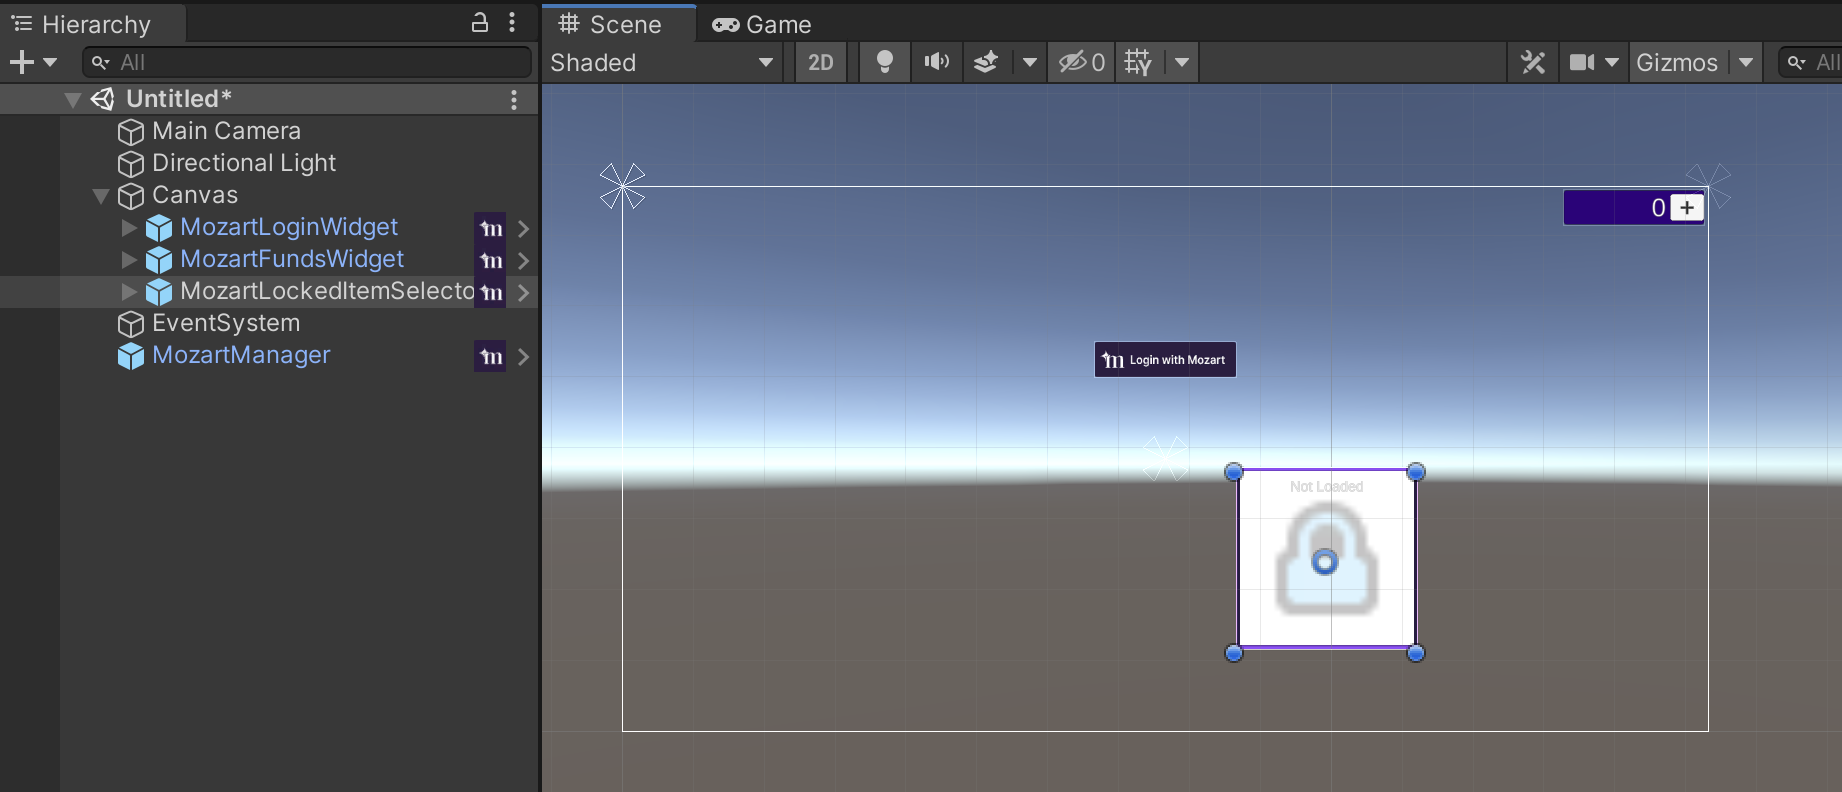 Hierarchy
All
Untitled*
Main Camera
Directional Light
Canvas
MozartLoginWidget
m
MozartFundsWidget
m
MozartLockedItemSelecto
m
EventSystem
MozartManager
m
Scene
Game
Shaded
2D
0
Gizmos
All
0 +
m Login with Mozart
Not Loaded